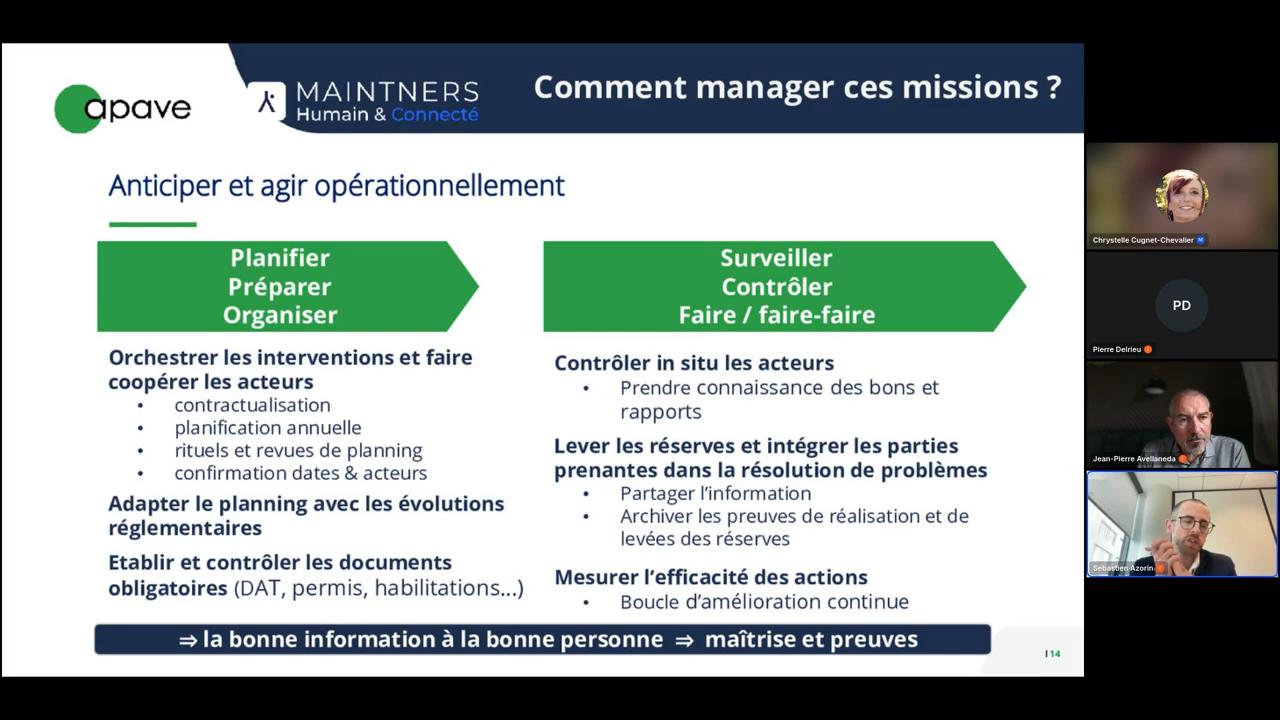 apave
MAINTNERS
Humain & Connecté
Comment manager ces missions ?
Anticiper et agir opérationnellement
Planifier
Préparer
Organiser
Orchestrer les interventions et faire
coopérer les acteurs
• contractualisation
• planification annuelle
• rituels et revues de planning
• confirmation dates & acteurs
Adapter le planning avec les évolutions
réglementaires
Etablir et contrôler les documents
obligatoires (DAT, permis, habilitations...)
Surveiller
Contrôler
Faire / faire-faire
Contrôler in situ les acteurs
• Prendre connaissance des bons et
rapports
Lever les réserves et intégrer les parties
prenantes dans la résolution de problèmes
• Partager l’information
• Archiver les preuves de réalisation et de
levées des réserves
Mesurer l’efficacité des actions
• Boucle d’amélioration continue
⇒ la bonne information à la bonne personne ⇒ maîtrise et preuves
I 14
Chrystelle Cugnet-Chevalier M
PD
Pierre Delrieu
Jean-Pierre Avellaneda
Sébastien Azorin